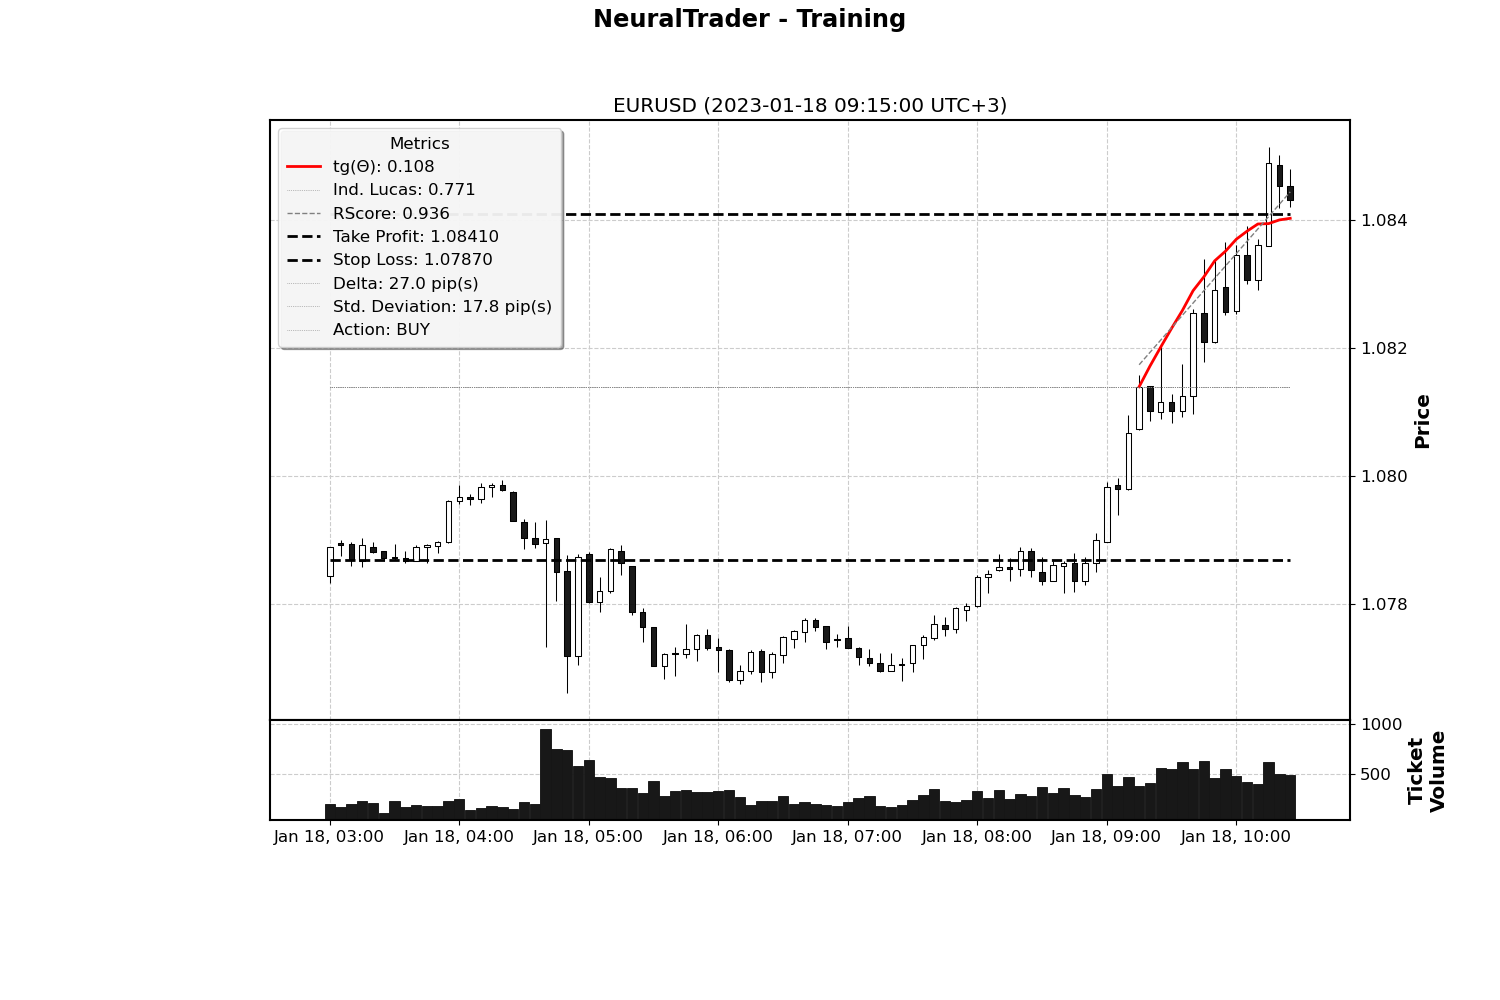 NeuralTrader - Training
EURUSD (2023-01-18 09:15:00 UTC+3)
Metrics
tg(Θ): 0.108
Ind. Lucas: 0.771
RScore: 0.936
Take Profit: 1.08410
Stop Loss: 1.07870
Delta: 27.0 pip(s)
Std. Deviation: 17.8 pip(s)
Action: BUY
1.084
1.082
1.080
1.078
Price
1000
500
Ticket
Volume
Jan 18, 03:00
Jan 18, 04:00
Jan 18, 05:00
Jan 18, 06:00
Jan 18, 07:00
Jan 18, 08:00
Jan 18, 09:00
Jan 18, 10:00